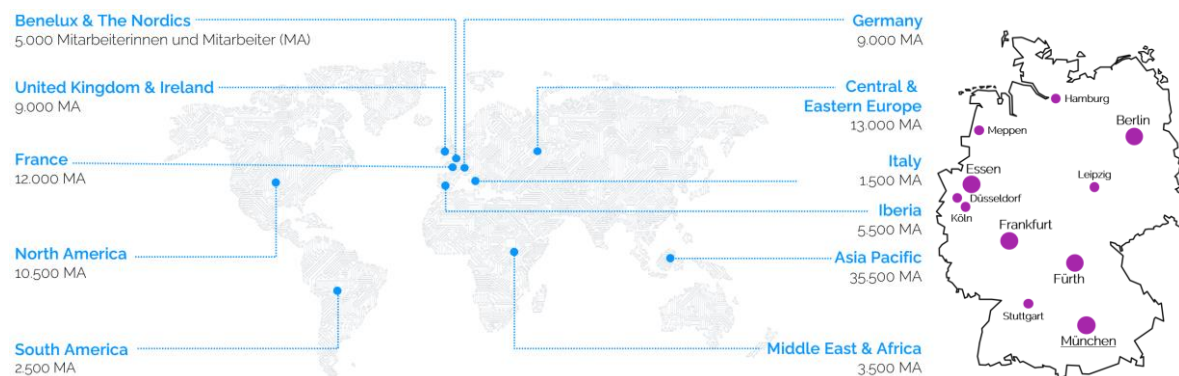 Benelux & The Nordics
5.000 Mitarbeiterinnen und Mitarbeiter (MA)
United Kingdom & Ireland
9.000 MA
France
12.000 MA
North America
10.500 MA
South America
2.500 MA
Germany
9.000 MA
Central &
Eastern Europe
13.000 MA
Italy
1.500 MA
Iberia
5.500 MA
Asia Pacific
35.500 MA
Middle East & Africa
3.500 MA
Hamburg
Meppen
Berlin
Essen
Leipzig
Düsseldorf
Köln
Frankfurt
Fürth
Stuttgart
München